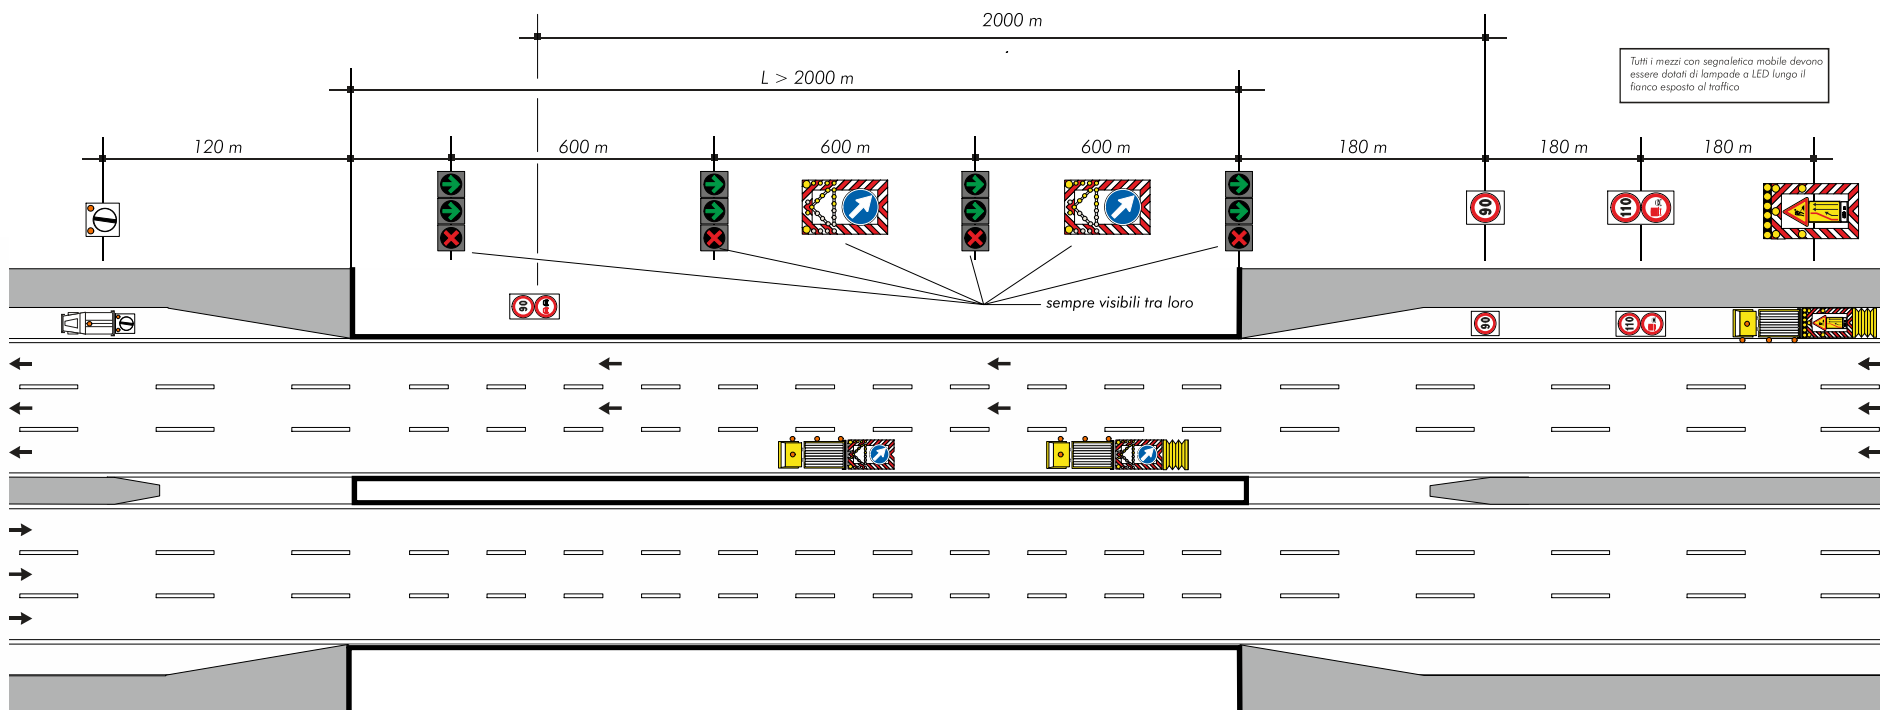 2000 m
L > 2000 m
Tutti i mezzi con segnaletica mobile devono
essere dotati di lampade a LED lungo il
fianco esposto al traffico
120 m
600 m
600 m
600 m
180 m
180 m
180 m
90
110
sempre visibili tra loro
90
90
110